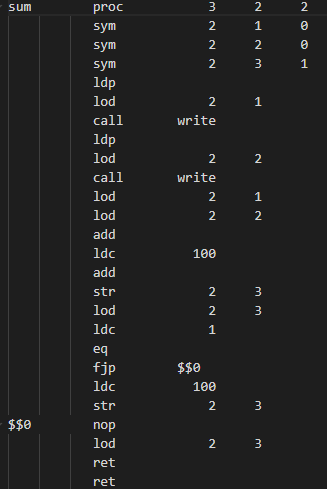 sum proc 3 2 2
sym 2 1 0
sym 2 2 0
sym 2 3 1
ldp
lod 2 1
call write
ldp
lod 2 2
call write
lod 2 1
lod 2 2
add
ldc 100
add
str 2 3
lod 2 3
ldc 1
eq
fjp $$0
ldc 100
str 2 3
$$0 nop
lod 2 3
ret
ret